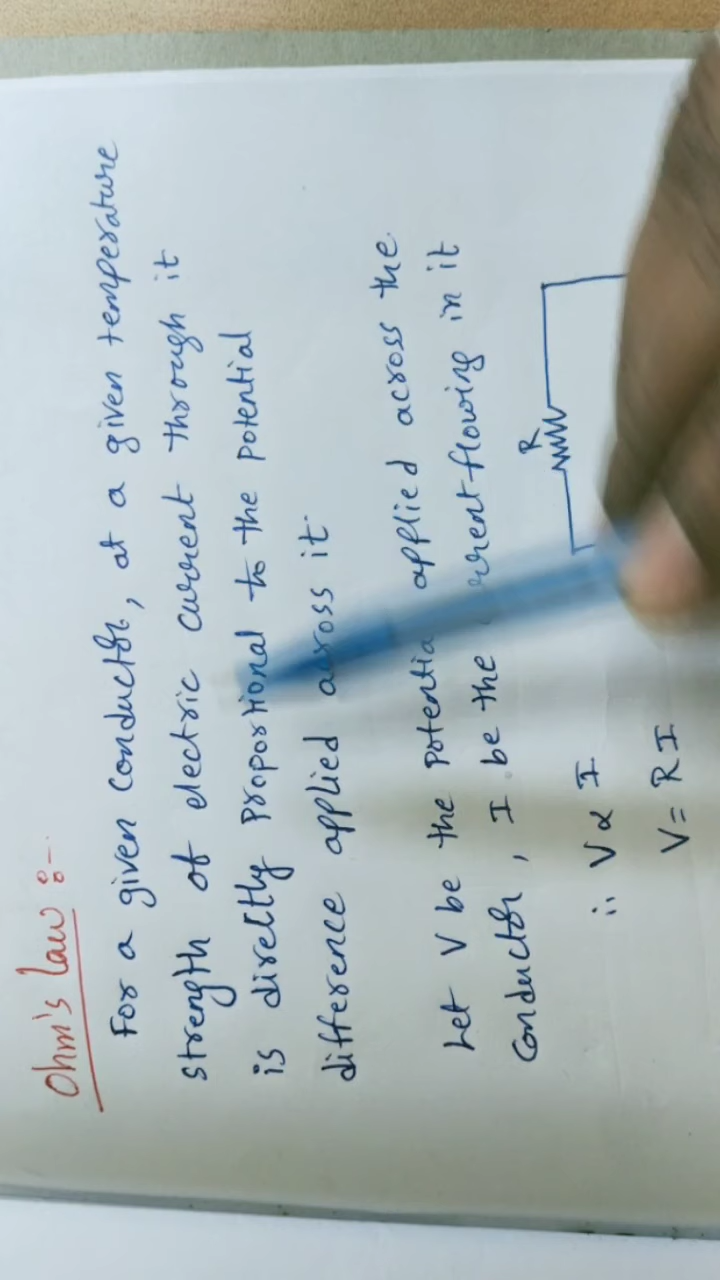 Ohm's law :-
For a given conductor, at a given temperature
strength of electric current through it
is directly proportional to the potential
difference applied across it.
Let V be the potential applied across the
conductor, I be the current flowing in it
R
∴ V ∝ I
V = RI